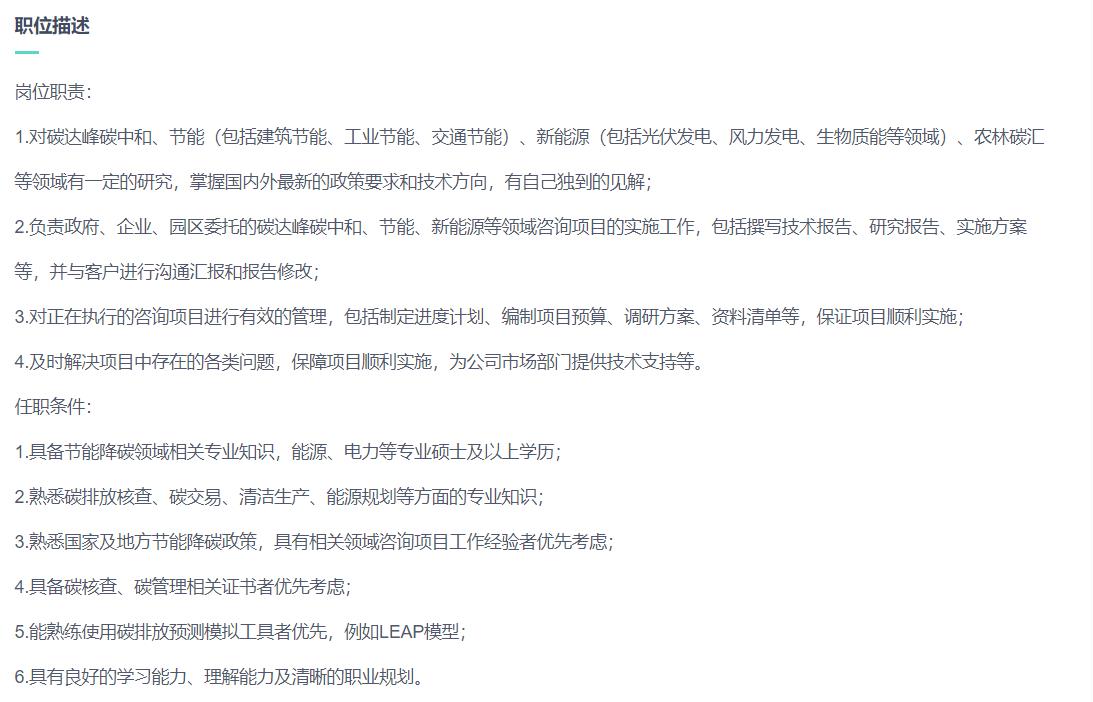 职位描述
岗位职责：
1.对碳达峰碳中和、节能（包括建筑节能、工业节能、交通节能）、新能源（包括光伏发电、风力发电、生物质能等领域）、农林碳汇
等领域有一定的研究，掌握国内外最新的政策要求和技术方向，有自己独到的见解；
2.负责政府、企业、园区委托的碳达峰碳中和、节能、新能源等领域咨询项目的实施工作，包括撰写技术报告、研究报告、实施方案
等，并与客户进行沟通汇报和报告修改；
3.对正在执行的咨询项目进行有效的管理，包括制定进度计划、编制项目预算、调研方案、资料清单等，保证项目顺利实施；
4.及时解决项目中存在的各类问题，保障项目顺利实施，为公司市场部门提供技术支持等。
任职条件：
1.具备节能降碳领域相关专业知识，能源、电力等专业硕士及以上学历；
2.熟悉碳排放核查、碳交易、清洁生产、能源规划等方面的专业知识；
3.熟悉国家及地方节能降碳政策，具有相关领域咨询项目工作经验者优先考虑；
4.具备碳核查、碳管理相关证书者优先考虑；
5.能熟练使用碳排放预测模拟工具者优先，例如LEAP模型；
6.具有良好的学习能力、理解能力及清晰的职业规划。